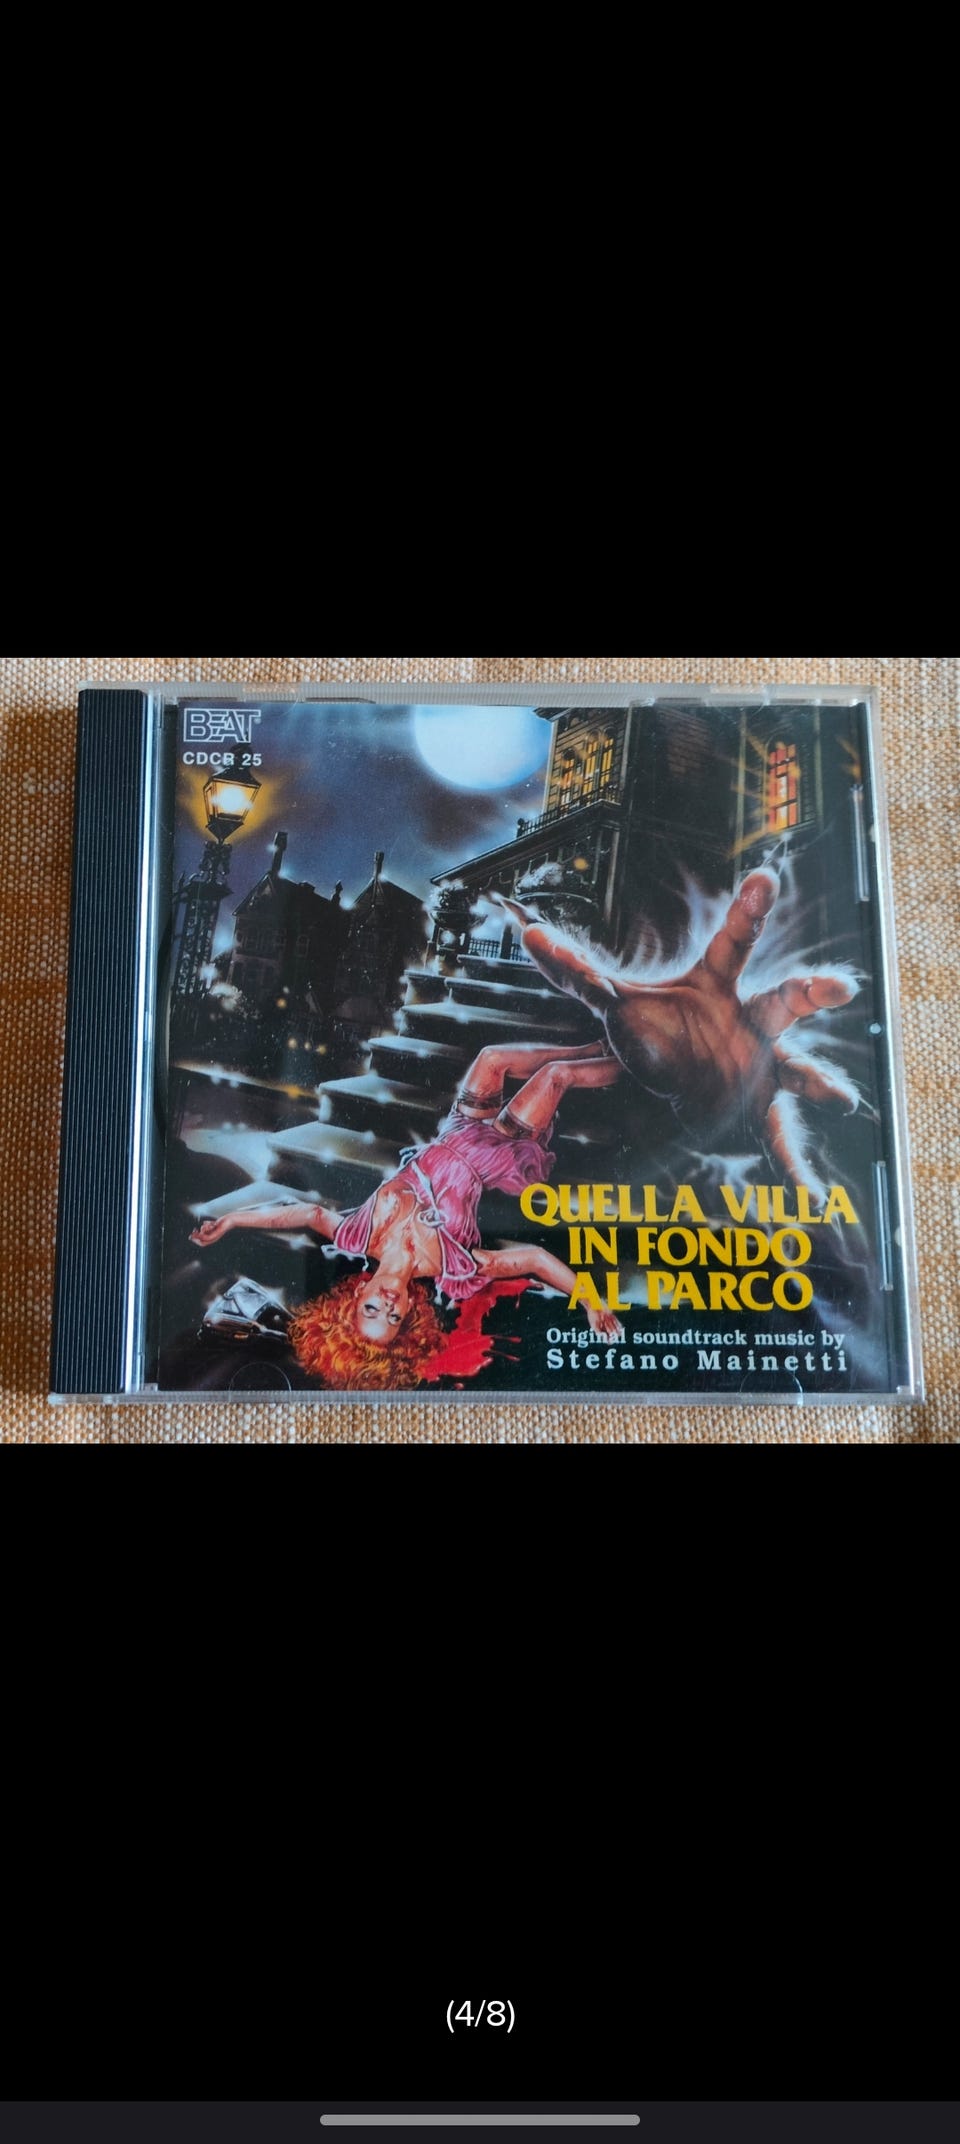 BEAT
CDCR 25
QUELLA VILLA
IN FONDO
AL PARCO
Original soundtrack music by
Stefano Mainetti
(4/8)